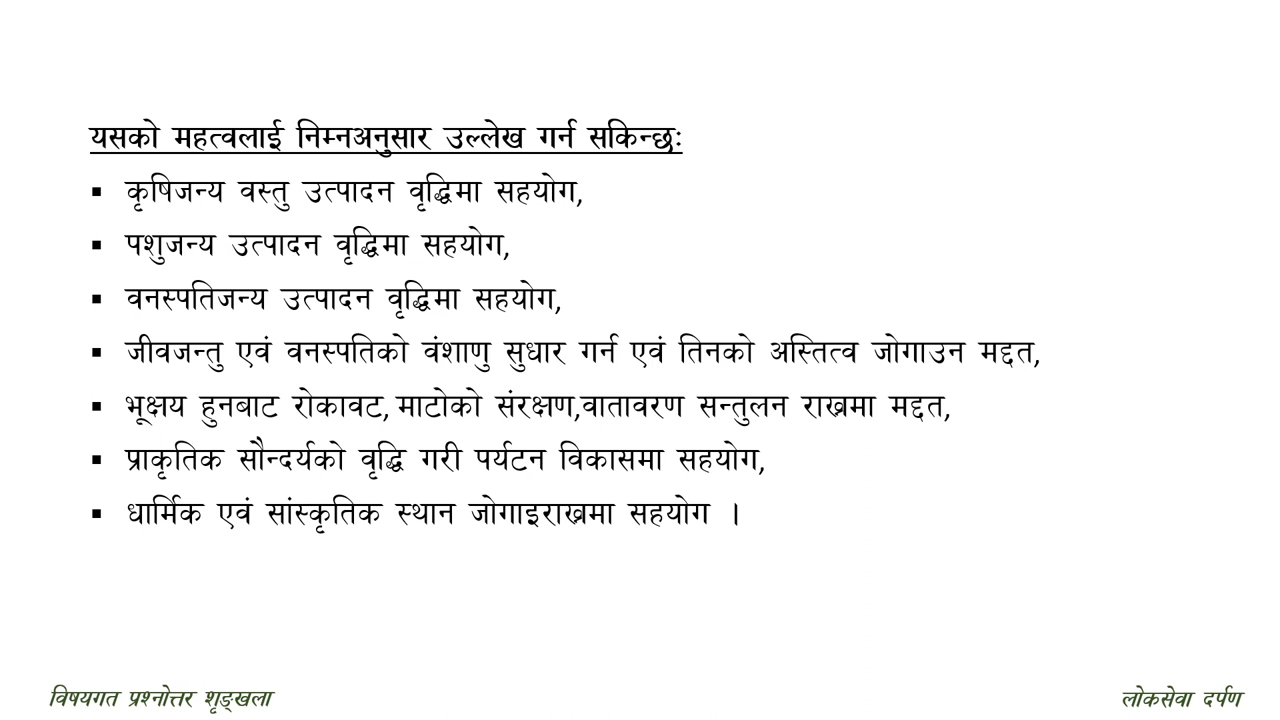 यसको महत्वलाई निम्नअनुसार उल्लेख गर्न सकिन्छः
▪ कृषिजन्य वस्तु उत्पादन वृद्धिमा सहयोग,
▪ पशुजन्य उत्पादन वृद्धिमा सहयोग,
▪ वनस्पतिजन्य उत्पादन वृद्धिमा सहयोग,
▪ जीवजन्तु एवं वनस्पतिको वंशाणु सुधार गर्न एवं तिनको अस्तित्व जोगाउन मद्दत,
▪ भूक्षय हुनबाट रोकावट, माटोको संरक्षण,वातावरण सन्तुलन राख्नमा मद्दत,
▪ प्राकृतिक सौन्दर्यको वृद्धि गरी पर्यटन विकासमा सहयोग,
▪ धार्मिक एवं सांस्कृतिक स्थान जोगाइराख्नमा सहयोग ।
विषयगत प्रश्नोत्तर शृङ्खला
लोकसेवा दर्पण